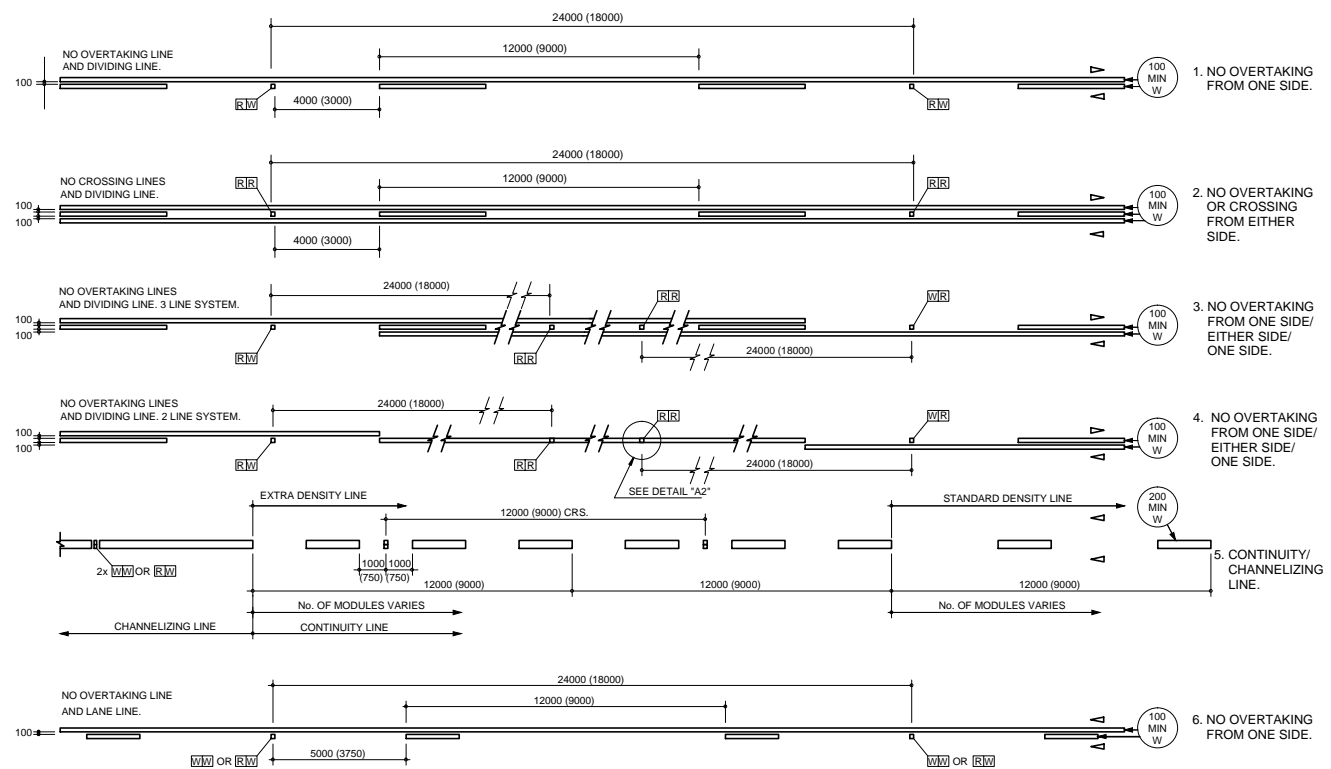 24000 (18000)
NO OVERTAKING LINE
AND DIVIDING LINE.
12000 (9000)
100
100
MIN
W
1. NO OVERTAKING
FROM ONE SIDE.
R W
4000 (3000)
R W
24000 (18000)
NO CROSSING LINES
AND DIVIDING LINE.
R R
12000 (9000)
R R
100
100
100
MIN
W
2. NO OVERTAKING
OR CROSSING
FROM EITHER
SIDE.
4000 (3000)
NO OVERTAKING LINES
AND DIVIDING LINE. 3 LINE SYSTEM.
24000 (18000)
R R
W R
100
100
100
MIN
W
3. NO OVERTAKING
FROM ONE SIDE/
EITHER SIDE/
ONE SIDE.
R W
R R
24000 (18000)
NO OVERTAKING LINES
AND DIVIDING LINE. 2 LINE SYSTEM.
24000 (18000)
R R
W R
100
100
100
MIN
W
4. NO OVERTAKING
FROM ONE SIDE/
EITHER SIDE/
ONE SIDE.
R W
R R
24000 (18000)
SEE DETAIL "A2"
EXTRA DENSITY LINE
12000 (9000) CRS.
STANDARD DENSITY LINE
200
MIN
W
5. CONTINUITY/
CHANNELIZING
LINE.
2x WW OR RW
1000 1000
(750) (750)
12000 (9000)
12000 (9000)
12000 (9000)
No. OF MODULES VARIES
No. OF MODULES VARIES
CHANNELIZING LINE
CONTINUITY LINE
24000 (18000)
NO OVERTAKING LINE
AND LANE LINE.
12000 (9000)
100
100
MIN
W
6. NO OVERTAKING
FROM ONE SIDE.
WW OR RW
5000 (3750)
WW OR RW